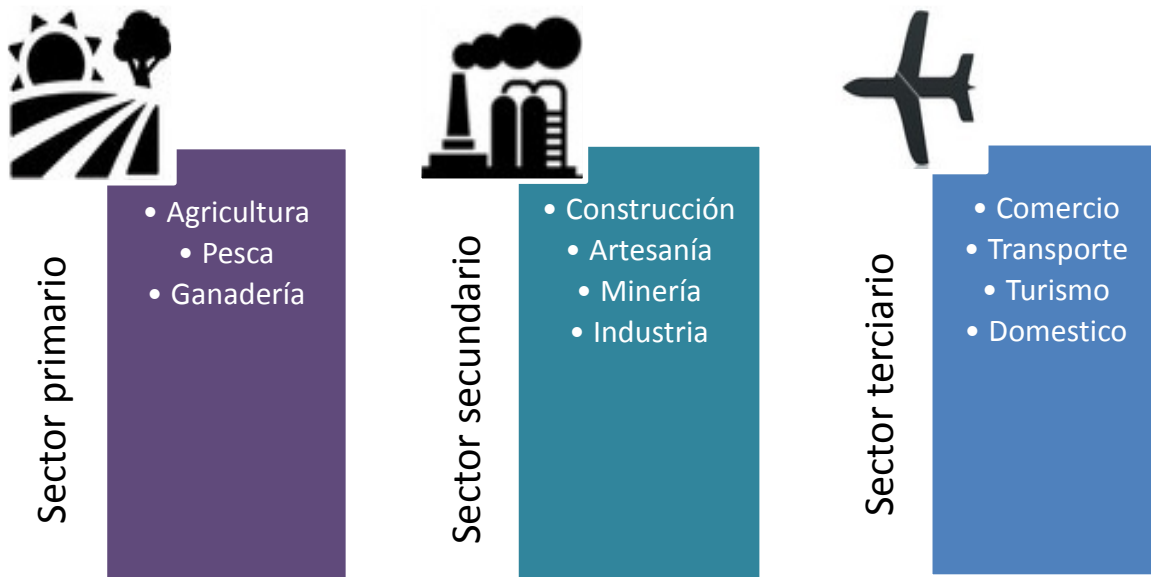 Sector primario
• Agricultura
• Pesca
• Ganadería
Sector secundario
• Construcción
• Artesanía
• Minería
• Industria
Sector terciario
• Comercio
• Transporte
• Turismo
• Domestico